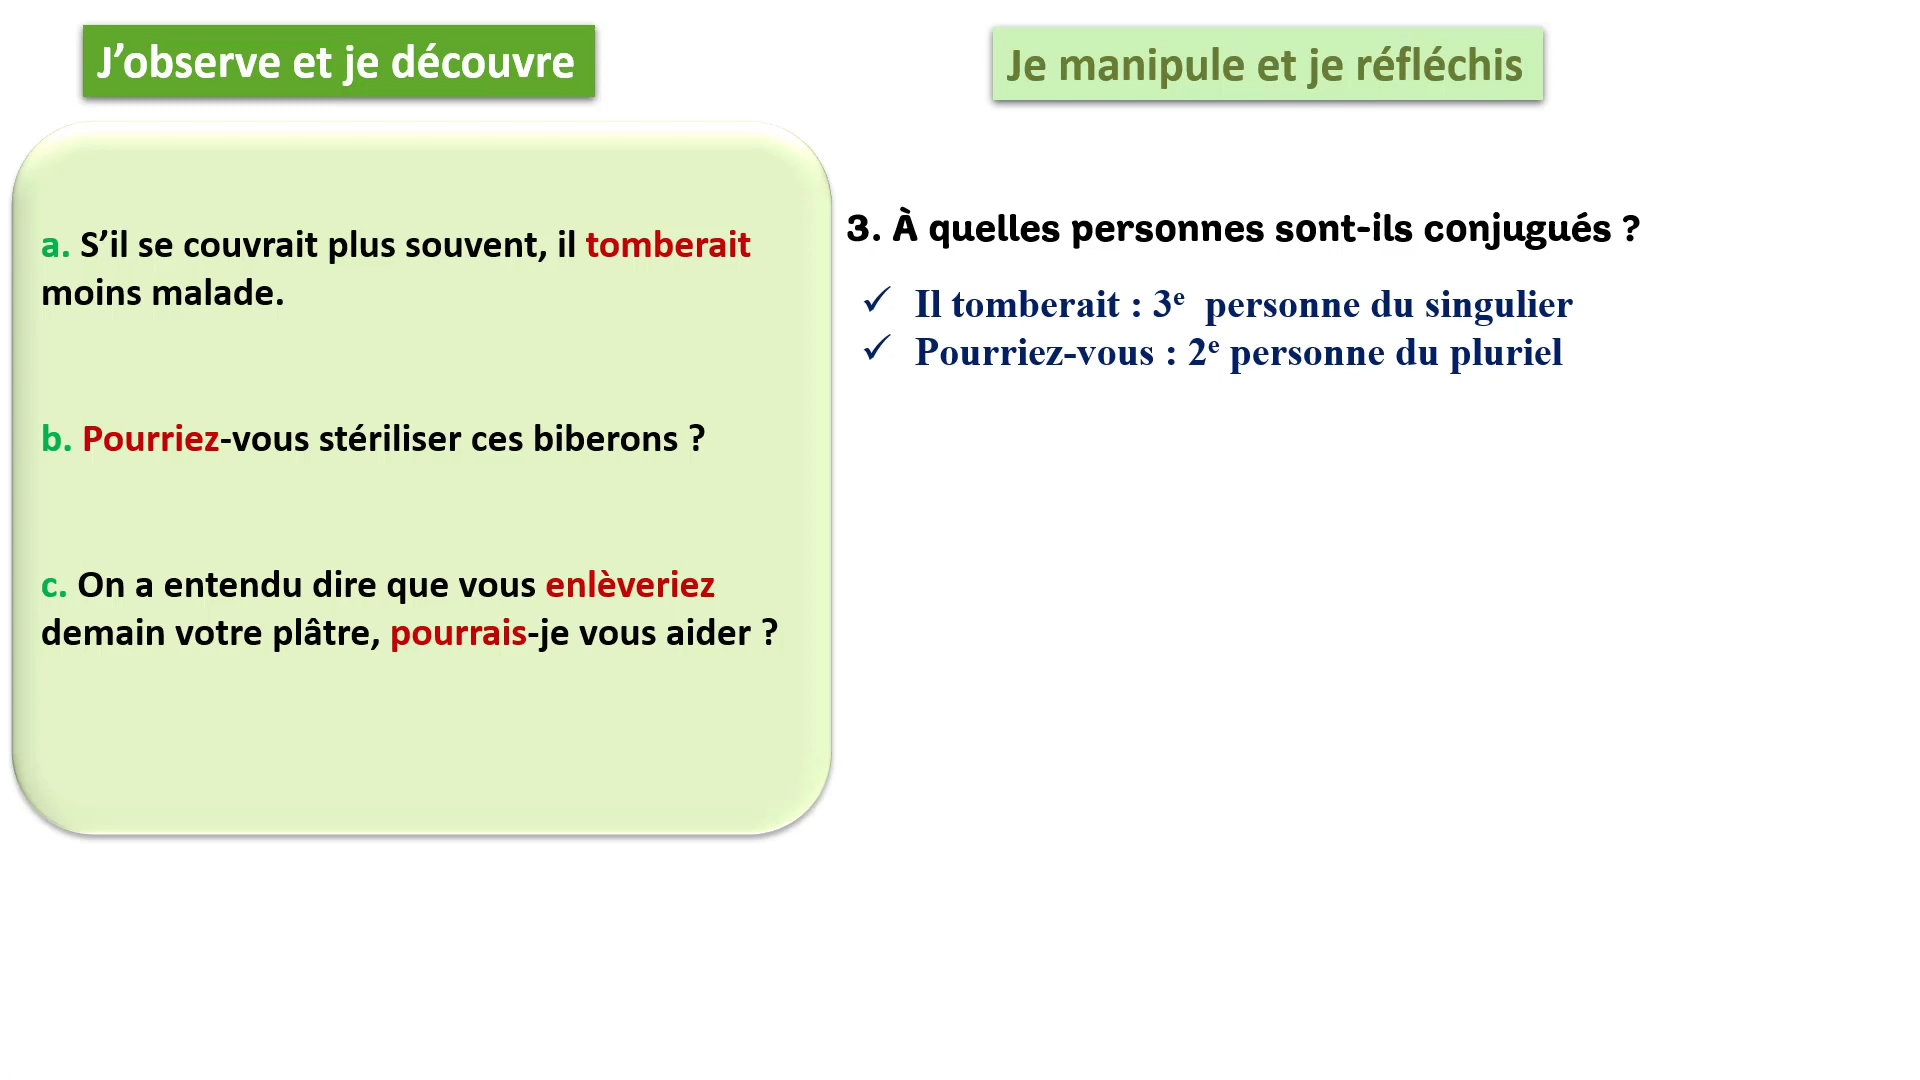 J’observe et je découvre
Je manipule et je réfléchis
a. S’il se couvrait plus souvent, il tomberait
moins malade.
b. Pourriez-vous stériliser ces biberons ?
c. On a entendu dire que vous enlèveriez
demain votre plâtre, pourrais-je vous aider ?
3. À quelles personnes sont-ils conjugués ?
✓ Il tomberait : 3e personne du singulier
✓ Pourriez-vous : 2e personne du pluriel